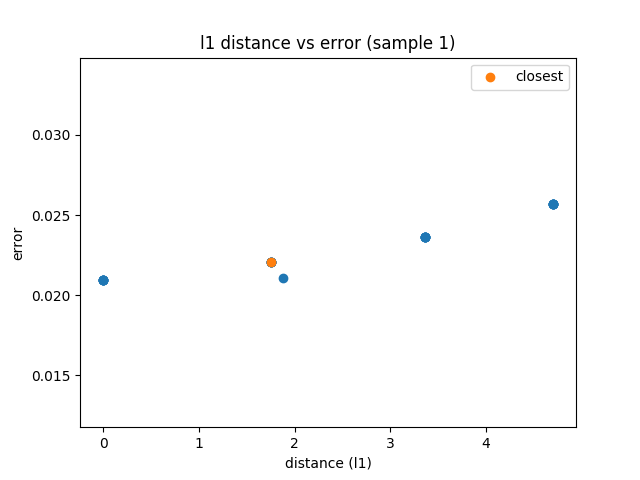 l1 distance vs error (sample 1)
closest
0.030
0.025
0.020
0.015
error
0 1 2 3 4
distance (l1)